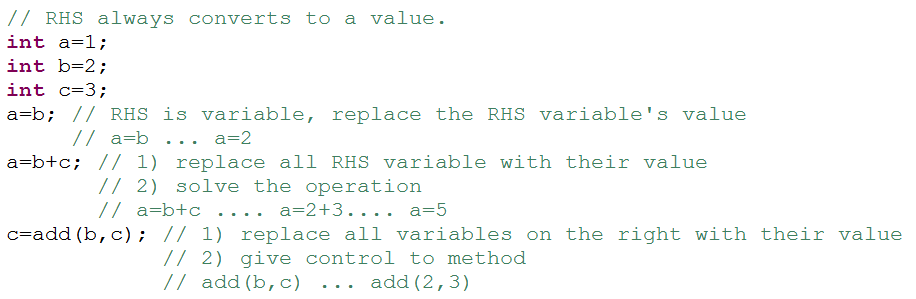 // RHS always converts to a value.
int a=1;
int b=2;
int c=3;
a=b; // RHS is variable, replace the RHS variable's value
// a=b ... a=2
a=b+c; // 1) replace all RHS variable with their value
// 2) solve the operation
// a=b+c .... a=2+3.... a=5
c=add(b,c); // 1) replace all variables on the right with their value
// 2) give control to method
// add(b,c) ... add(2,3)